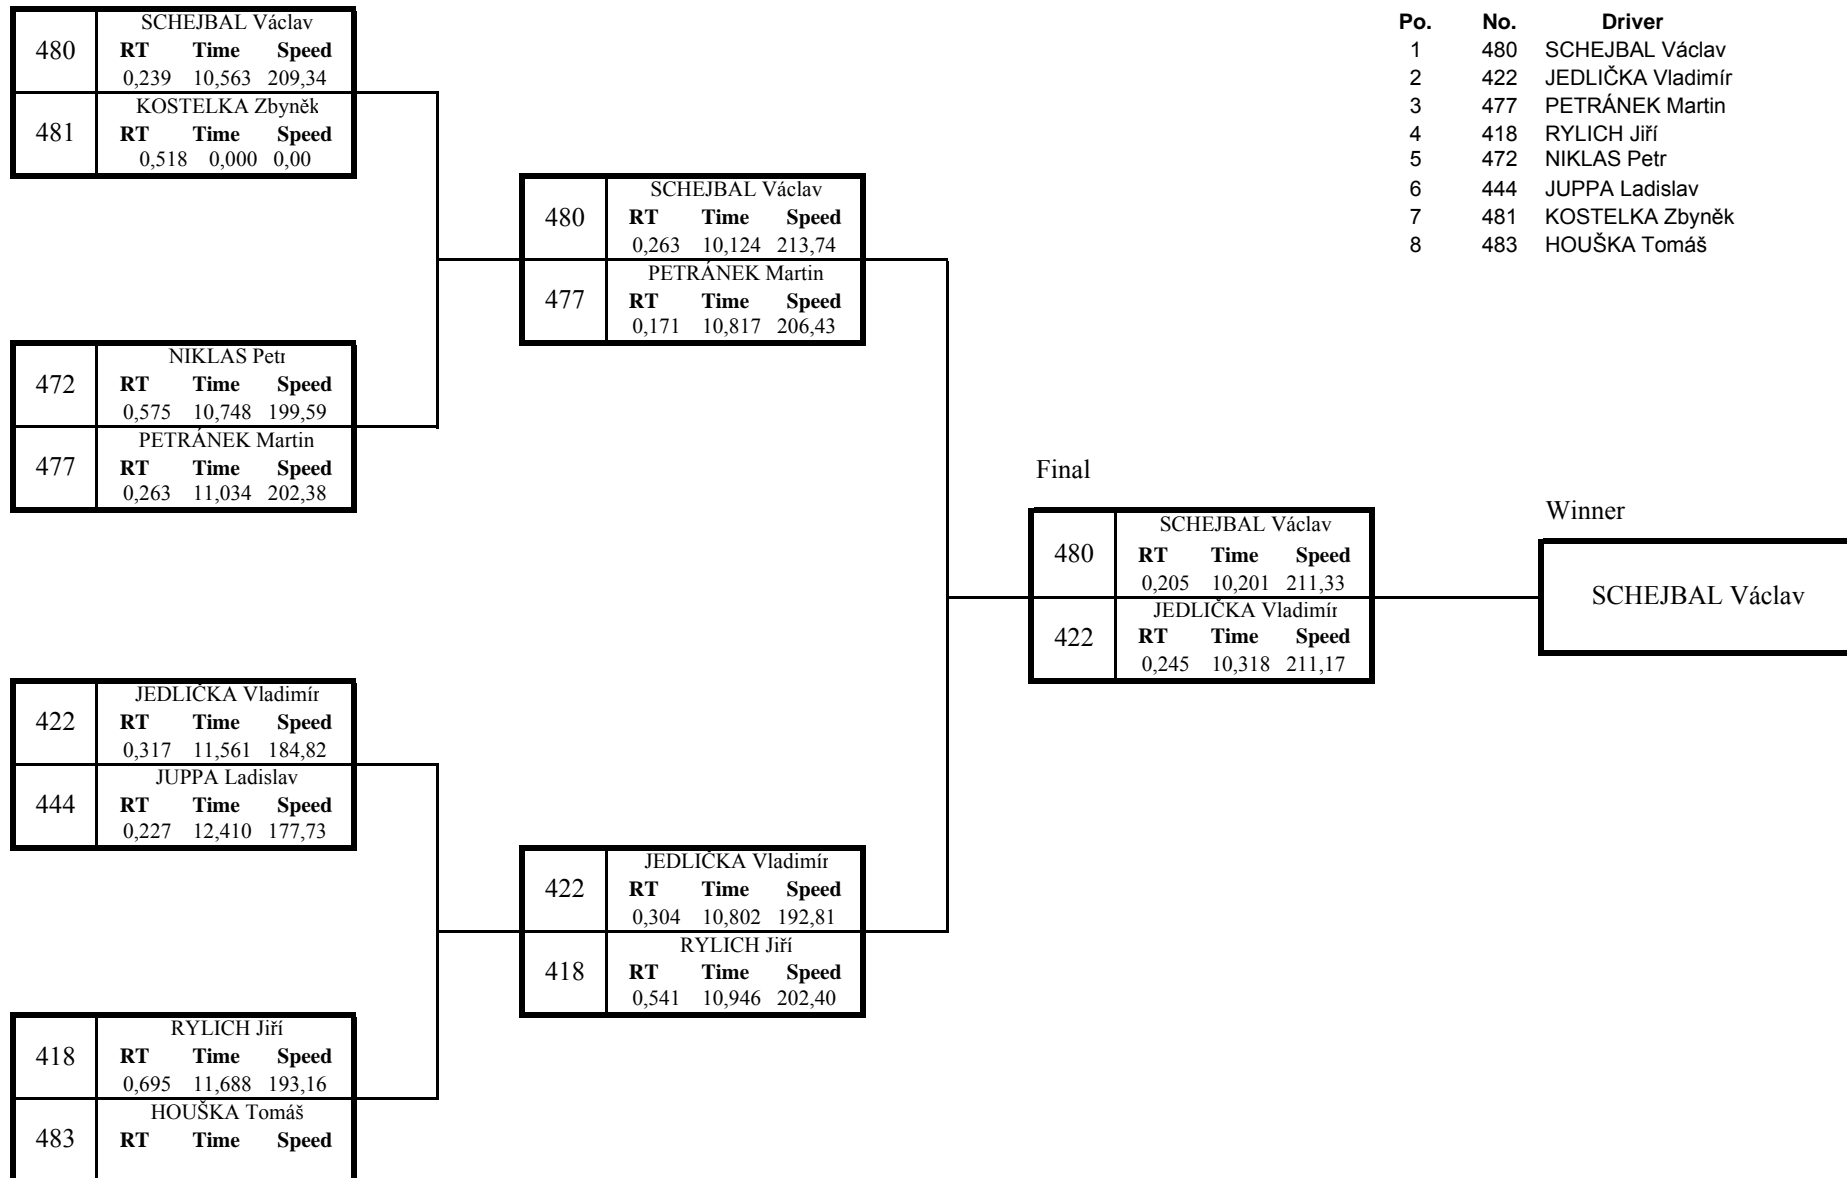 SCHEJBAL Václav
480 RT Time Speed
0,239 10,563 209,34
KOSTELKA Zbyněk
481 RT Time Speed
0,518 0,000 0,00
NIKLAS Petr
472 RT Time Speed
0,575 10,748 199,59
PETRÁNEK Martin
477 RT Time Speed
0,263 11,034 202,38
JEDLIČKA Vladimír
422 RT Time Speed
0,317 11,561 184,82
JUPPA Ladislav
444 RT Time Speed
0,227 12,410 177,73
RYLICH Jiří
418 RT Time Speed
0,695 11,688 193,16
HOUŠKA Tomáš
483 RT Time Speed
SCHEJBAL Václav
480 RT Time Speed
0,263 10,124 213,74
PETRÁNEK Martin
477 RT Time Speed
0,171 10,817 206,43
JEDLIČKA Vladimír
422 RT Time Speed
0,304 10,802 192,81
RYLICH Jiří
418 RT Time Speed
0,541 10,946 202,40
Final
SCHEJBAL Václav
480 RT Time Speed
0,205 10,201 211,33
JEDLIČKA Vladimír
422 RT Time Speed
0,245 10,318 211,17
Winner
SCHEJBAL Václav
Po. No. Driver
1 480 SCHEJBAL Václav
2 422 JEDLIČKA Vladimír
3 477 PETRÁNEK Martin
4 418 RYLICH Jiří
5 472 NIKLAS Petr
6 444 JUPPA Ladislav
7 481 KOSTELKA Zbyněk
8 483 HOUŠKA Tomáš